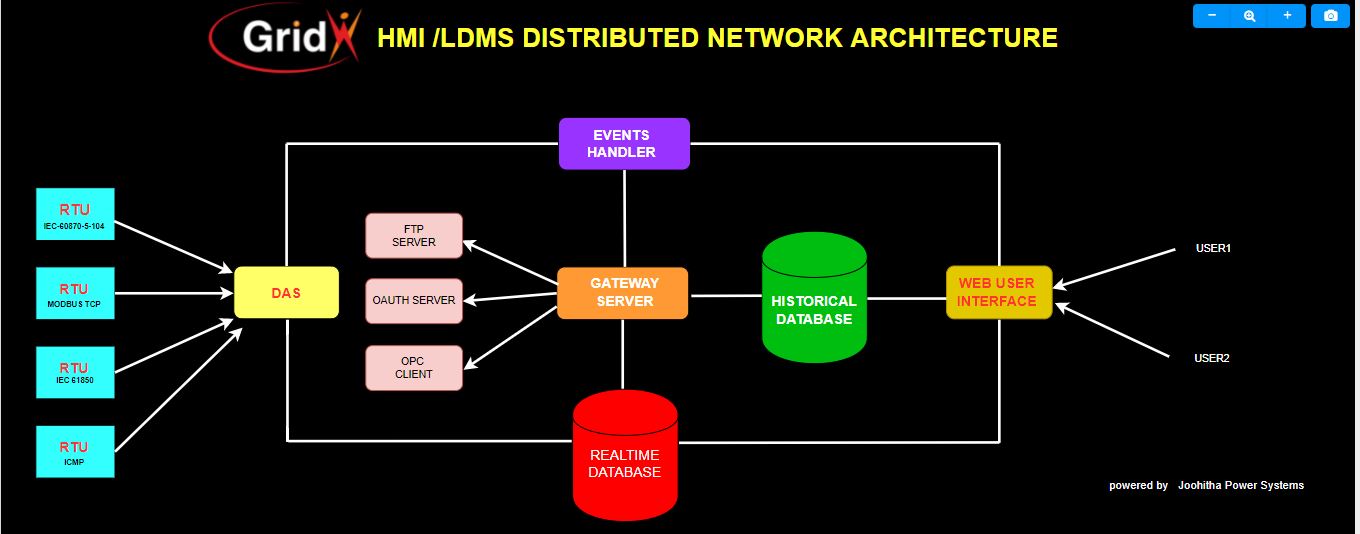 GridX HMI /LDMS DISTRIBUTED NETWORK ARCHITECTURE
EVENTS
HANDLER
RTU
IEC-60870-5-104
RTU
MODBUS TCP
RTU
IEC 61850
RTU
ICMP
DAS
FTP
SERVER
OAUTH SERVER
OPC
CLIENT
GATEWAY
SERVER
HISTORICAL
DATABASE
REALTIME
DATABASE
WEB USER
INTERFACE
USER1
USER2
powered by Joohitha Power Systems